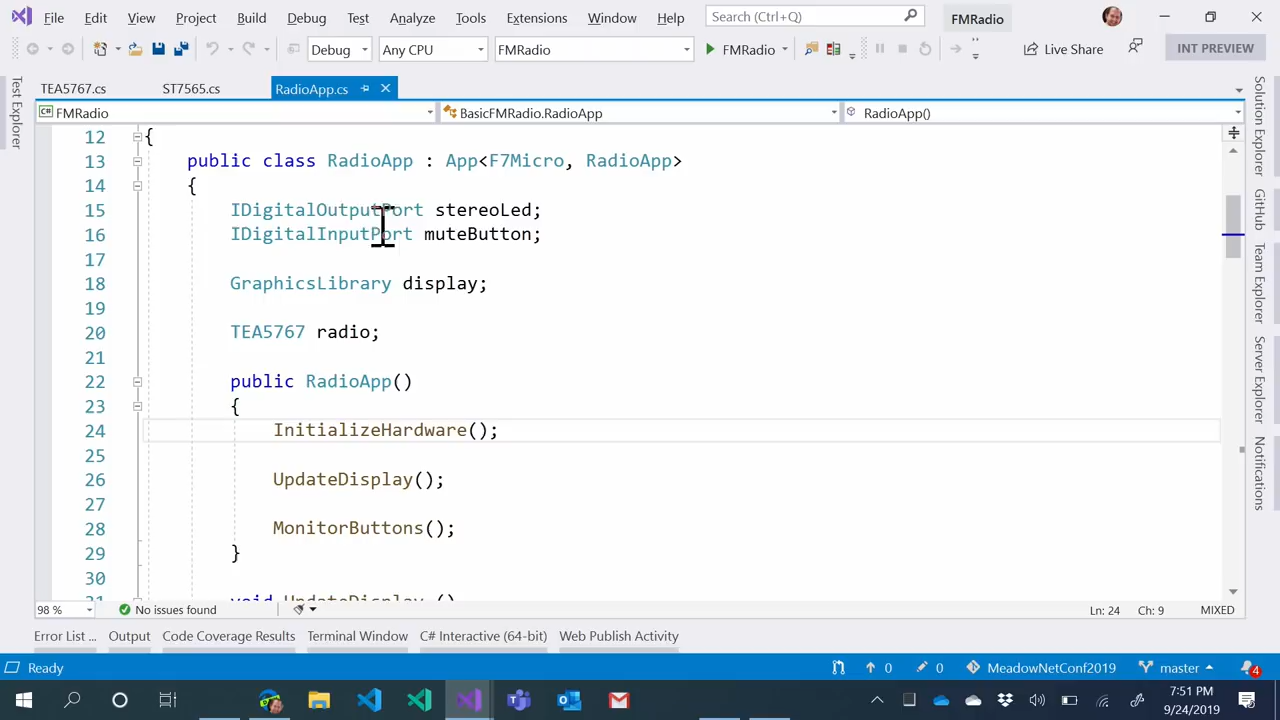 File Edit View Project Build Debug Test Analyze Tools Extensions Window Help Search (Ctrl+Q) FMRadio
Debug Any CPU FMRadio FMRadio Live Share INT PREVIEW
TEA5767.cs ST7565.cs RadioApp.cs
C# FMRadio BasicFMRadio.RadioApp RadioApp()
12 {
13 public class RadioApp : App<F7Micro, RadioApp>
14 {
15 IDigitalOutputPort stereoLed;
16 IDigitalInputPort muteButton;
17
18 GraphicsLibrary display;
19
20 TEA5767 radio;
21
22 public RadioApp()
23 {
24 InitializeHardware();
25
26 UpdateDisplay();
27
28 MonitorButtons();
29 }
30
31 void UpdateDisplay ()
Test Explorer
Solution Explorer
GitHub
Team Explorer
Server Explorer
Notifications
98 % No issues found Ln: 24 Ch: 9 MIXED
Error List ... Output Code Coverage Results Terminal Window C# Interactive (64-bit) Web Publish Activity
Ready 0 0 MeadowNetConf2019 master 4
7:51 PM
9/24/2019